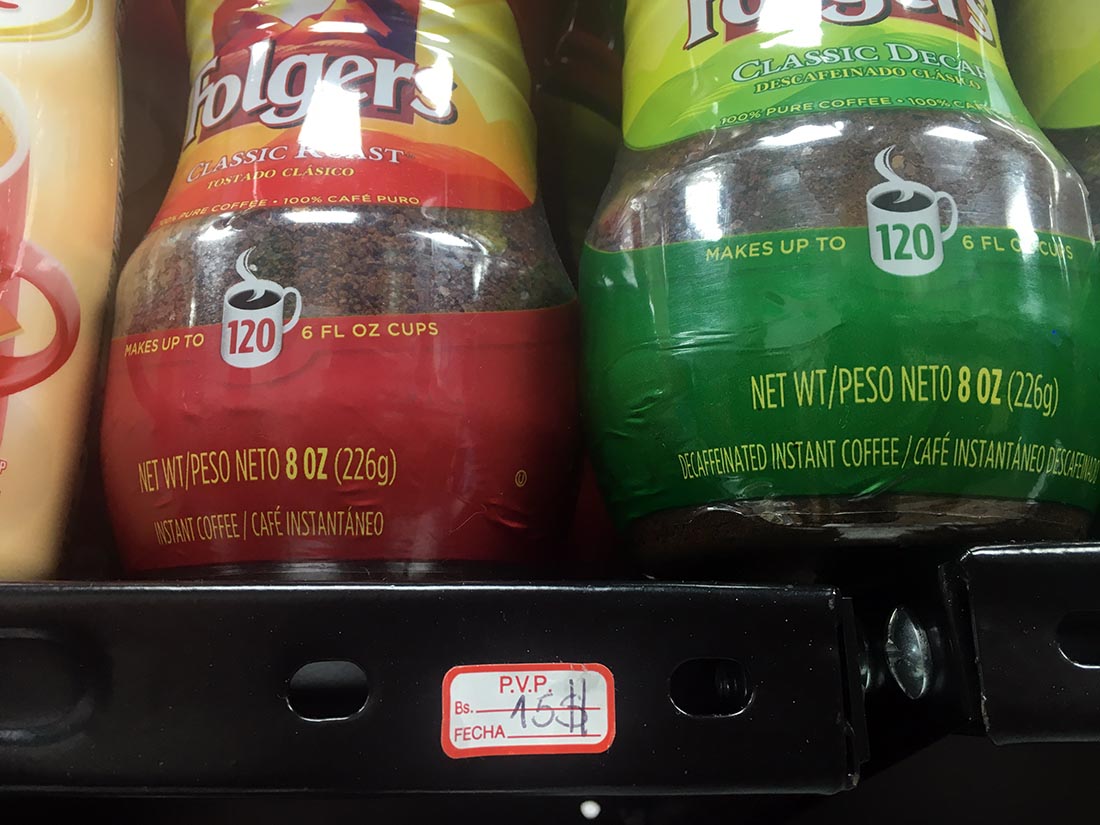 Folgers
CLASSIC ROAST
TOSTADO CLÁSICO
100% PURE COFFEE • 100% CAFÉ PURO
MAKES UP TO 120 6 FL OZ CUPS
NET WT/PESO NETO 8 OZ (226g)
INSTANT COFFEE / CAFÉ INSTANTÁNEO
U
Folgers
CLASSIC DECAF
DESCAFEINADO CLÁSICO
100% PURE COFFEE • 100% CAF
MAKES UP TO 120 6 FL OZ CUPS
NET WT/PESO NETO 8 OZ (226g)
DECAFFEINATED INSTANT COFFEE / CAFÉ INSTANTÁNEO DESCAFEINADO
P.V.P.
Bs. 15$
FECHA